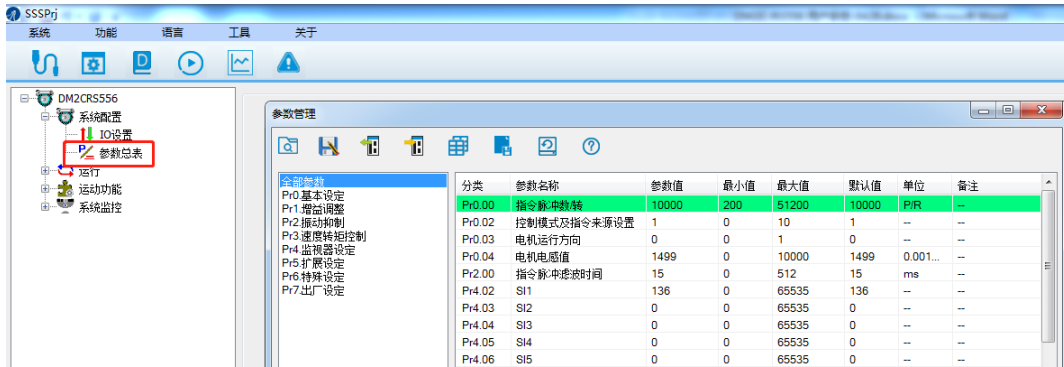 SSSPrj
系统 功能 语言 工具 关于
DM2CRS556
系统配置
IO设置
参数总表
运行
运动功能
系统监控
参数管理
全部参数
Pr0.基本设定
Pr1.增益调整
Pr2.振动抑制
Pr3.速度转矩控制
Pr4.监视器设定
Pr5.扩展设定
Pr6.特殊设定
Pr7.出厂设定
分类 参数名称 参数值 最小值 最大值 默认值 单位 备注
Pr0.00 指令脉冲数/转 10000 200 51200 10000 P/R --
Pr0.02 控制模式及指令来源设置 1 0 10 1 -- --
Pr0.03 电机运行方向 0 0 1 0 -- --
Pr0.04 电机电感值 1499 0 10000 1499 0.001... --
Pr2.00 指令脉冲滤波时间 15 0 512 15 ms --
Pr4.02 SI1 136 0 65535 136 -- --
Pr4.03 SI2 0 0 65535 0 -- --
Pr4.04 SI3 0 0 65535 0 -- --
Pr4.05 SI4 0 0 65535 0 -- --
Pr4.06 SI5 0 0 65535 0 -- --